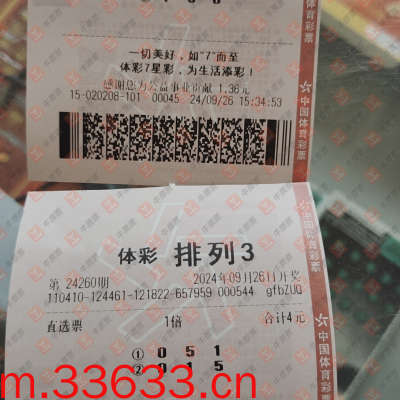 一切美好，如“7”而至
体彩7星彩，为生活添彩！
感谢您为公益事业贡献 1.36元
15-020208-101 00045 24/09/26 15:34:53
中国体育彩票
体彩 排列3
第 24260期 2024年09月26日开奖
110410-124461-121822-657959 000544 gfbZUQ
直选票 1倍 合计4元
① 0 5 1
② 0 1 5
中国体育彩票
m.33633.cn